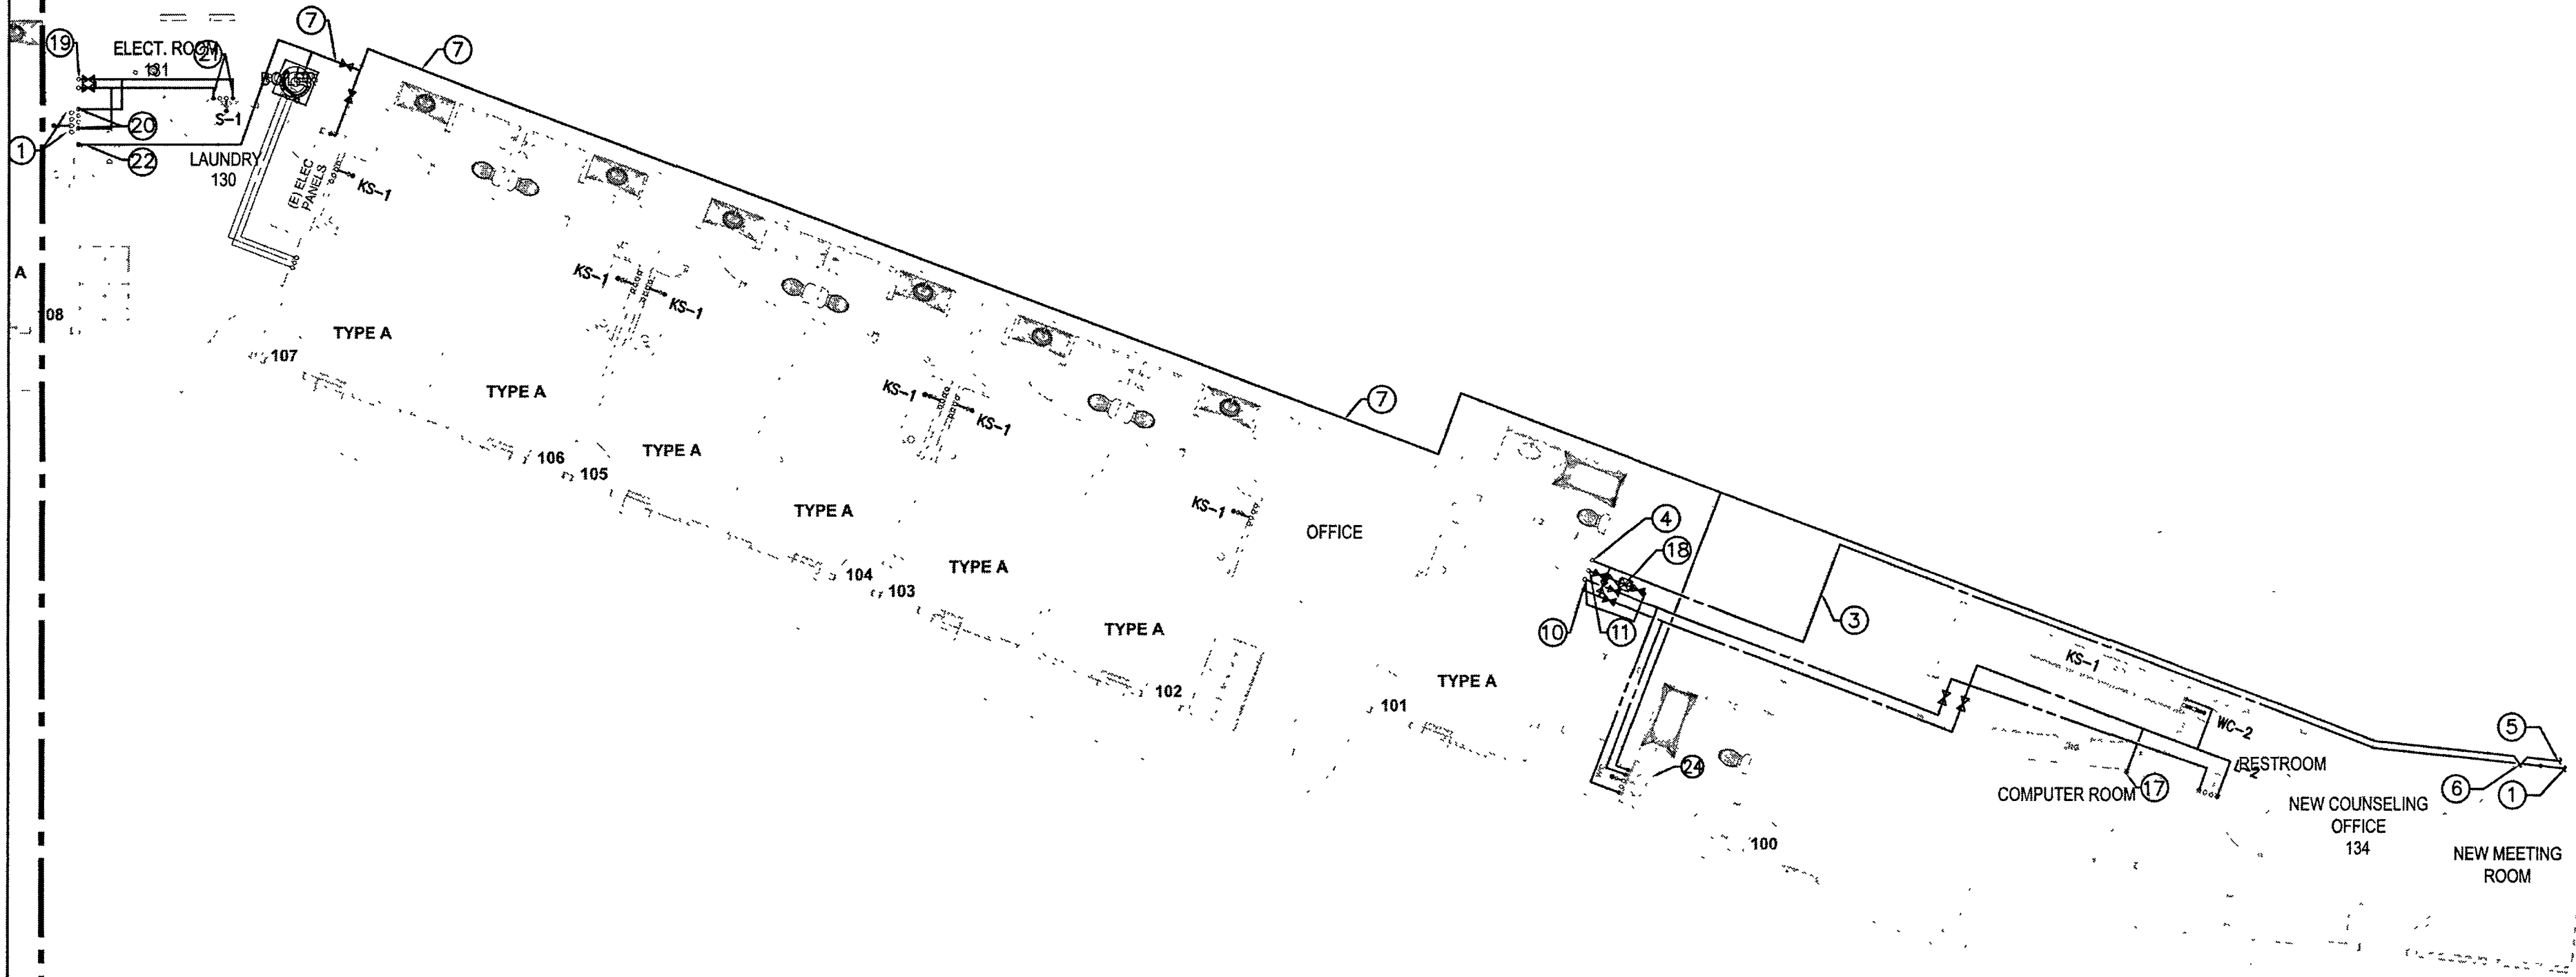 7
7
19
ELECT. ROOM
131
21
S-1
20
1
22
LAUNDRY
130
(E) ELEC
PANELS
KS-1
A
108
KS-1
KS-1
TYPE A
107
TYPE A
KS-1
KS-1
7
106
105
TYPE A
TYPE A
KS-1
OFFICE
4
18
104
103
TYPE A
10
11
3
TYPE A
102
TYPE A
101
KS-1
WC-2
5
RESTROOM
24
COMPUTER ROOM
17
6
1
NEW COUNSELING
OFFICE
134
100
NEW MEETING
ROOM